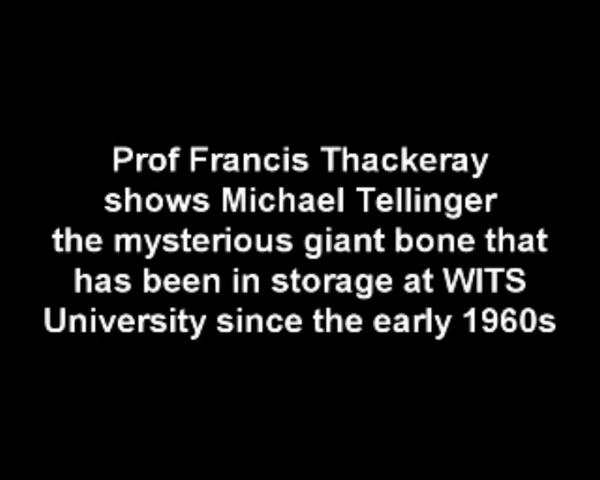 Prof Francis Thackeray
shows Michael Tellinger
the mysterious giant bone that
has been in storage at WITS
University since the early 1960s